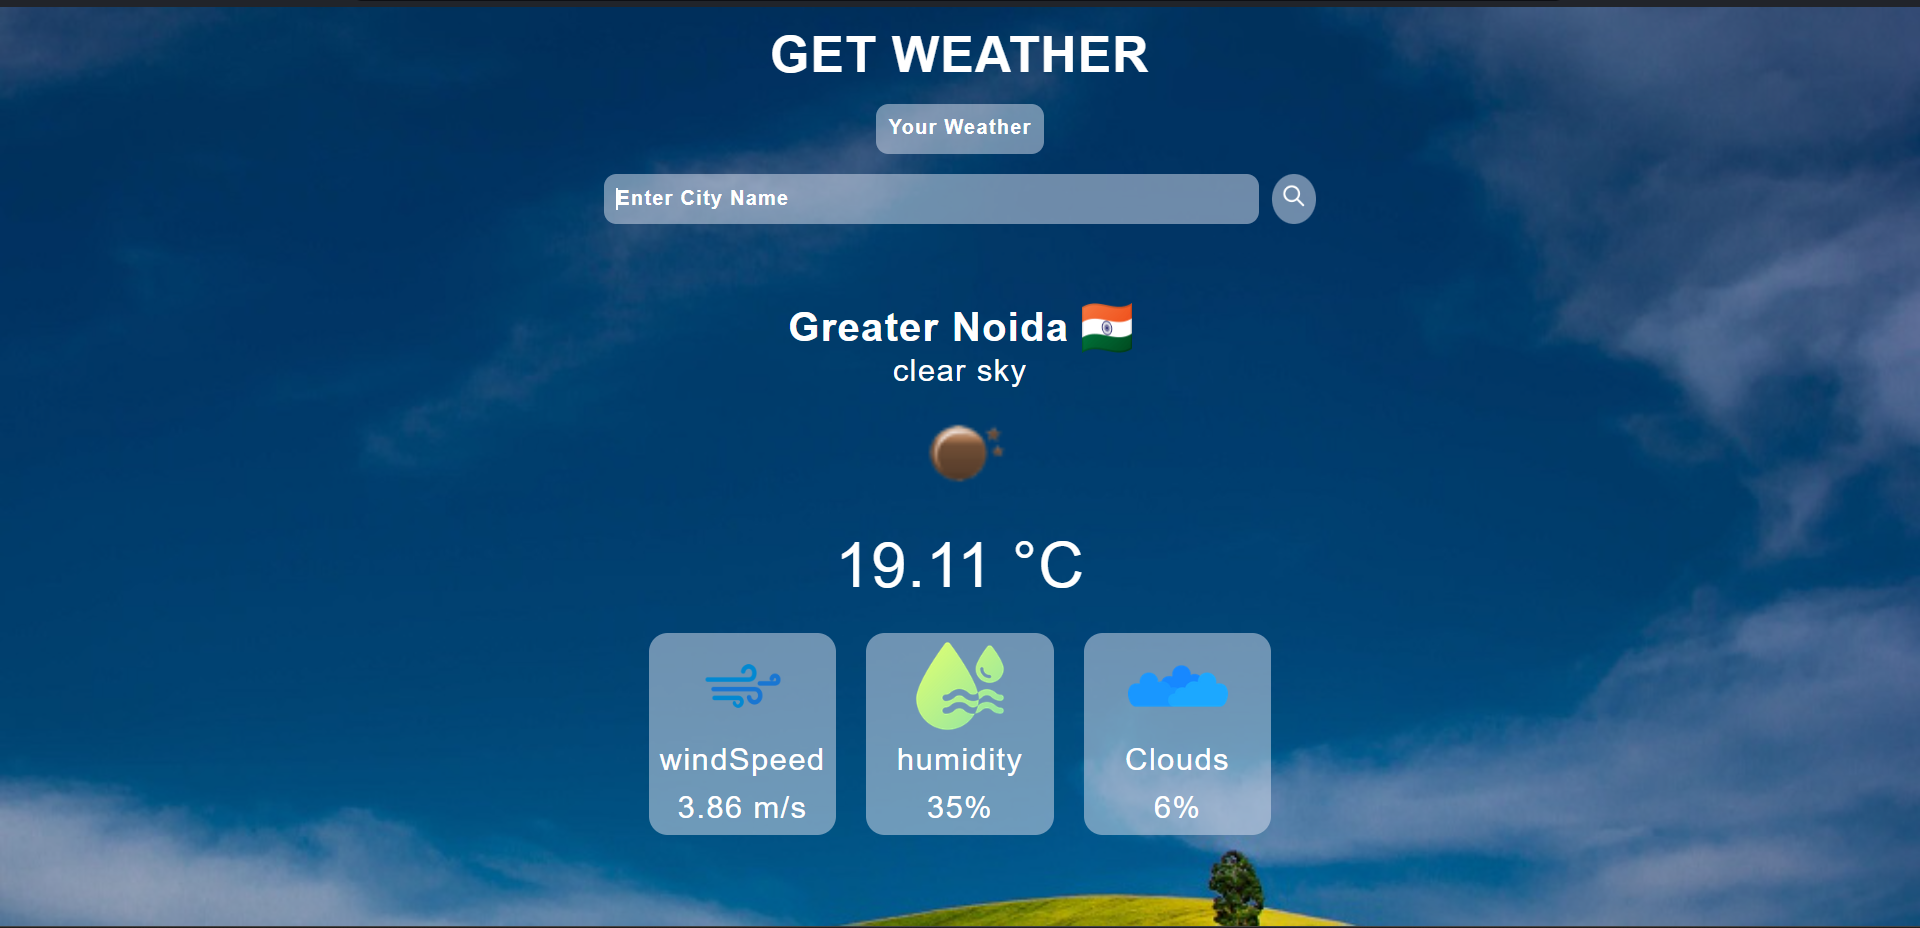 GET WEATHER
Your Weather
Enter City Name
Greater Noida
clear sky
19.11 °C
windSpeed
3.86 m/s
humidity
35%
Clouds
6%